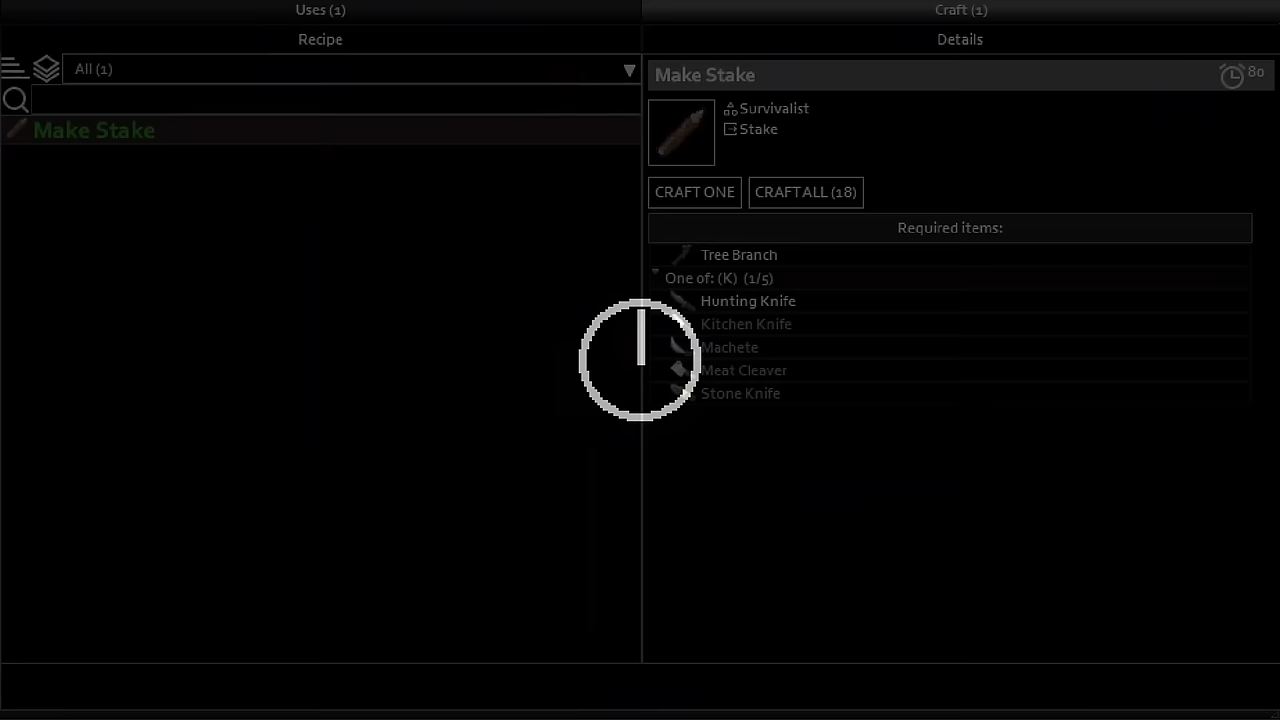 Uses (1)
Craft (1)
Recipe
Details
All (1)
Make Stake
Make Stake
80
Survivalist
Stake
CRAFT ONE
CRAFT ALL (18)
Required items:
Tree Branch
One of: (K) (1/5)
Hunting Knife
Kitchen Knife
Machete
Meat Cleaver
Stone Knife